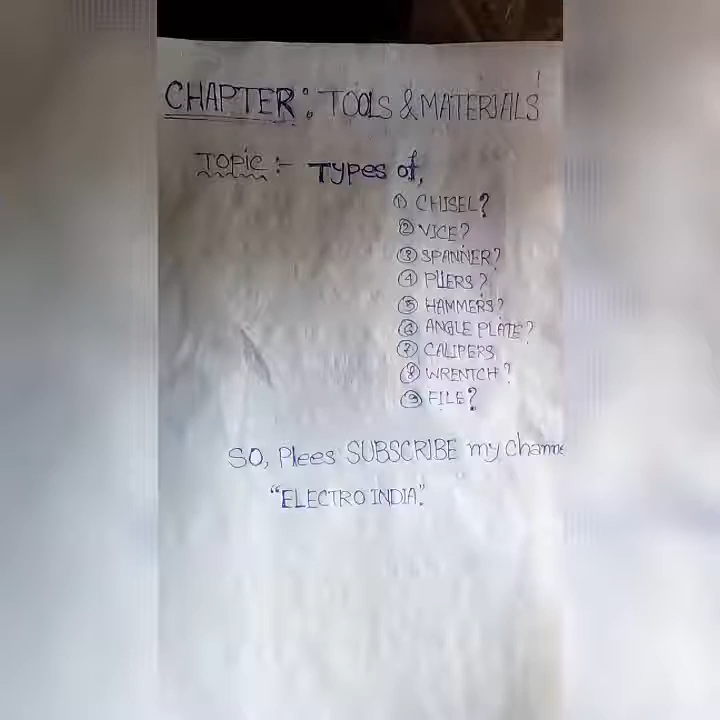 CHAPTER : TOOLS & MATERIALS
TOPIC :- TYPes of,
① CHISEL?
② VICE?
③ SPANNER?
④ PLIERS?
⑤ HAMMERS?
⑥ ANGLE PLATE?
⑦ CALIPERS
⑧ WRENTCH?
⑨ FILE?
SO, Plees SUBSCRIBE my channe
"ELECTRO INDIA".